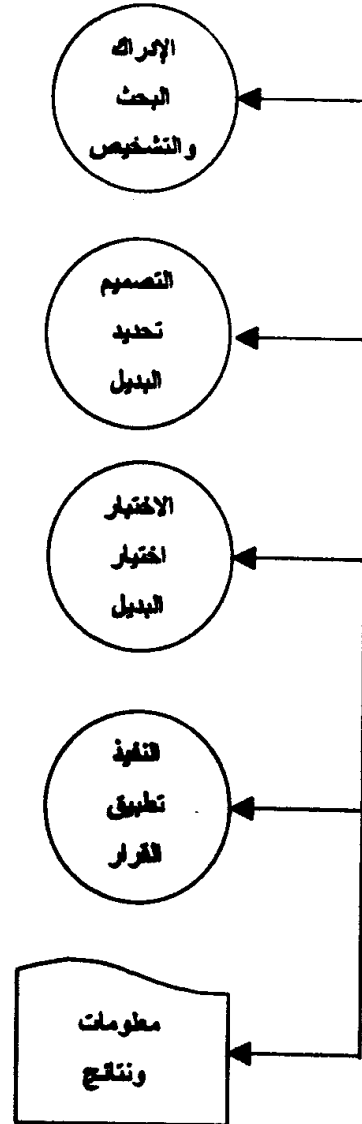 الإدراك
البحث
والتشخيص
التصميم
تحديد
البديل
الاختيار
اختيار
البديل
التنفيذ
تطبيق
القرار
معلومات
ونتائج